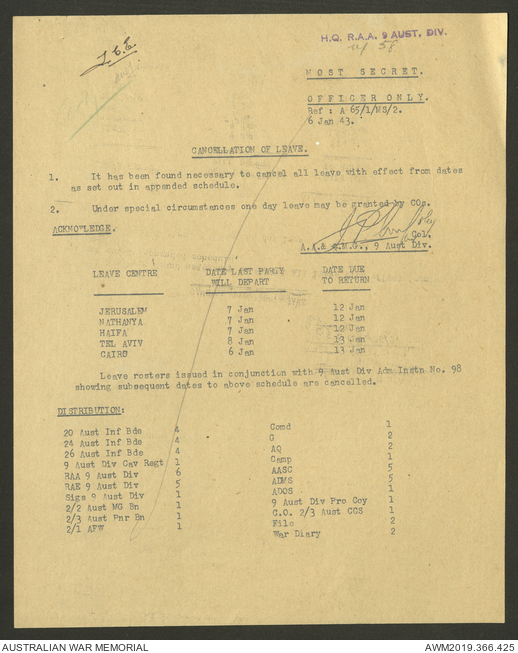 H.Q. R.A.A. 9 AUST. DIV.
MOST SECRET.
OFFICER ONLY.
Ref : A 65/1/MS/2.
6 Jan 43.
CANCELLATION OF LEAVE.
1. It has been found necessary to cancel all leave with effect from dates
as set out in appended schedule.
2. Under special circumstances one day leave may be granted by COs.
ACKNOWLEDGE.
Col.
A.A.& Q.M.G., 9 Aust Div.
LEAVE CENTRE DATE LAST PARTY DATE DUE
WILL DEPART TO RETURN
JERUSALEM 7 Jan 12 Jan
NATHANYA 7 Jan 12 Jan
HAIFA 7 Jan 12 Jan
TEL AVIV 8 Jan 13 Jan
CAIRO 6 Jan 13 Jan
Leave rosters issued in conjunction with 9 Aust Div Adm Instn No. 98
showing subsequent dates to above schedule are cancelled.
DISTRIBUTION:
20 Aust Inf Bde 4
24 Aust Inf Bde 4
26 Aust Inf Bde 4
9 Aust Div Cav Regt 1
RAA 9 Aust Div 6
RAE 9 Aust Div 5
Sigs 9 Aust Div 1
2/2 Aust MG Bn 1
2/3 Aust Pnr Bn 1
2/1 AFW 1
Comd 1
G 2
AQ 2
Camp 1
AASC 5
ADMS 5
ADOS 1
9 Aust Div Pro Coy 1
C.O. 2/3 Aust CCS 1
File 2
War Diary 2
AUSTRALIAN WAR MEMORIAL AWM2019.366.425